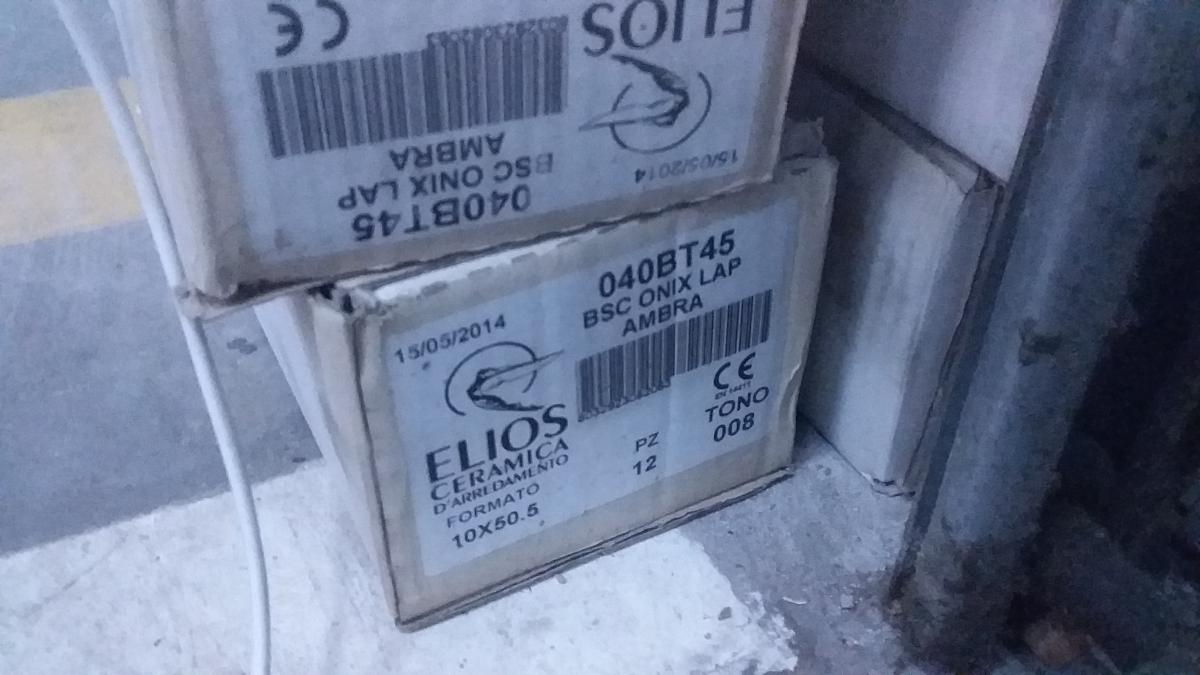 ELIOS
CE
AMBRA
BSC ONIX LAP
040BT45
15/05/2014
040BT45
BSC ONIX LAP
AMBRA
15/05/2014
ELIOS
CERAMICA
D'ARREDAMENTO
FORMATO
10X50.5
PZ
12
CE
TONO
008